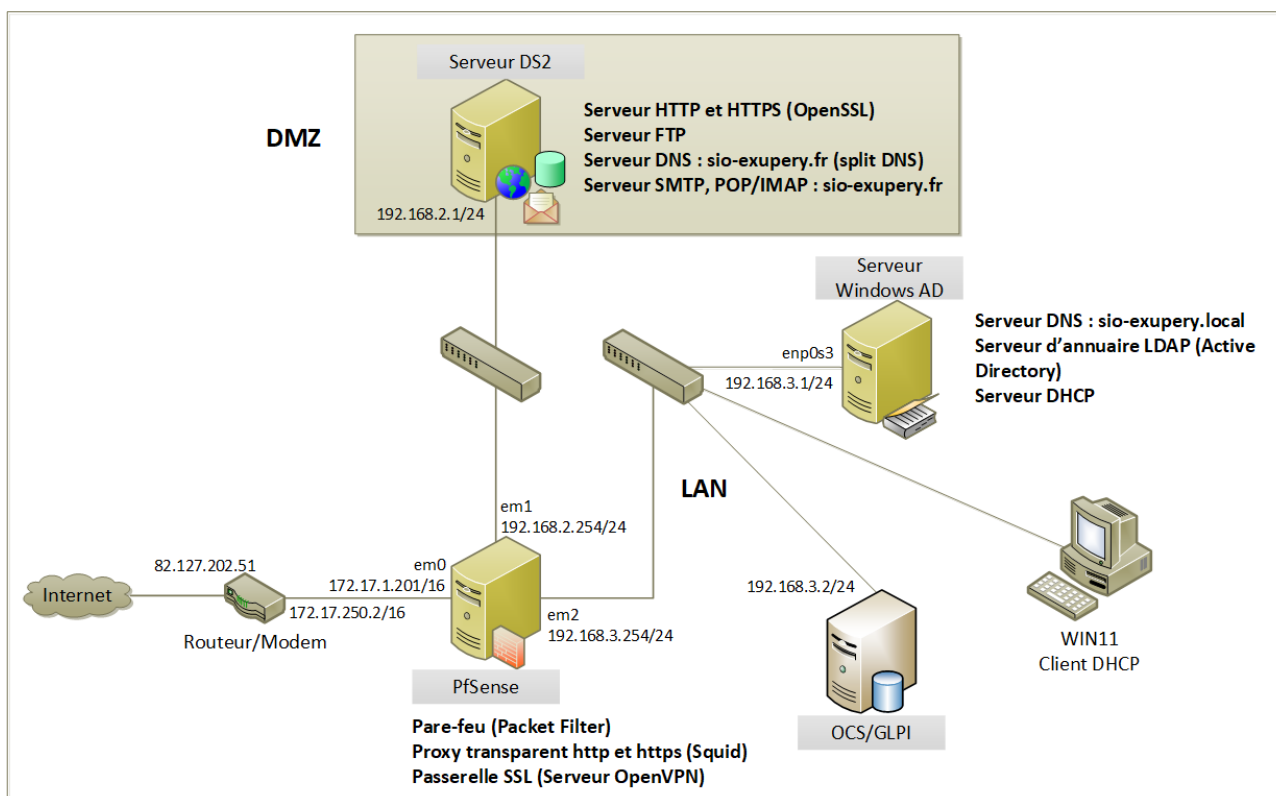 Serveur DS2
DMZ
Serveur HTTP et HTTPS (OpenSSL)
Serveur FTP
Serveur DNS : sio-exupery.fr (split DNS)
Serveur SMTP, POP/IMAP : sio-exupery.fr
192.168.2.1/24
Serveur
Windows AD
enp0s3
192.168.3.1/24
Serveur DNS : sio-exupery.local
Serveur d'annuaire LDAP (Active
Directory)
Serveur DHCP
LAN
em1
192.168.2.254/24
82.127.202.51
em0
172.17.1.201/16
Internet
172.17.250.2/16
Routeur/Modem
em2
192.168.3.254/24
192.168.3.2/24
WIN11
Client DHCP
PfSense
OCS/GLPI
Pare-feu (Packet Filter)
Proxy transparent http et https (Squid)
Passerelle SSL (Serveur OpenVPN)